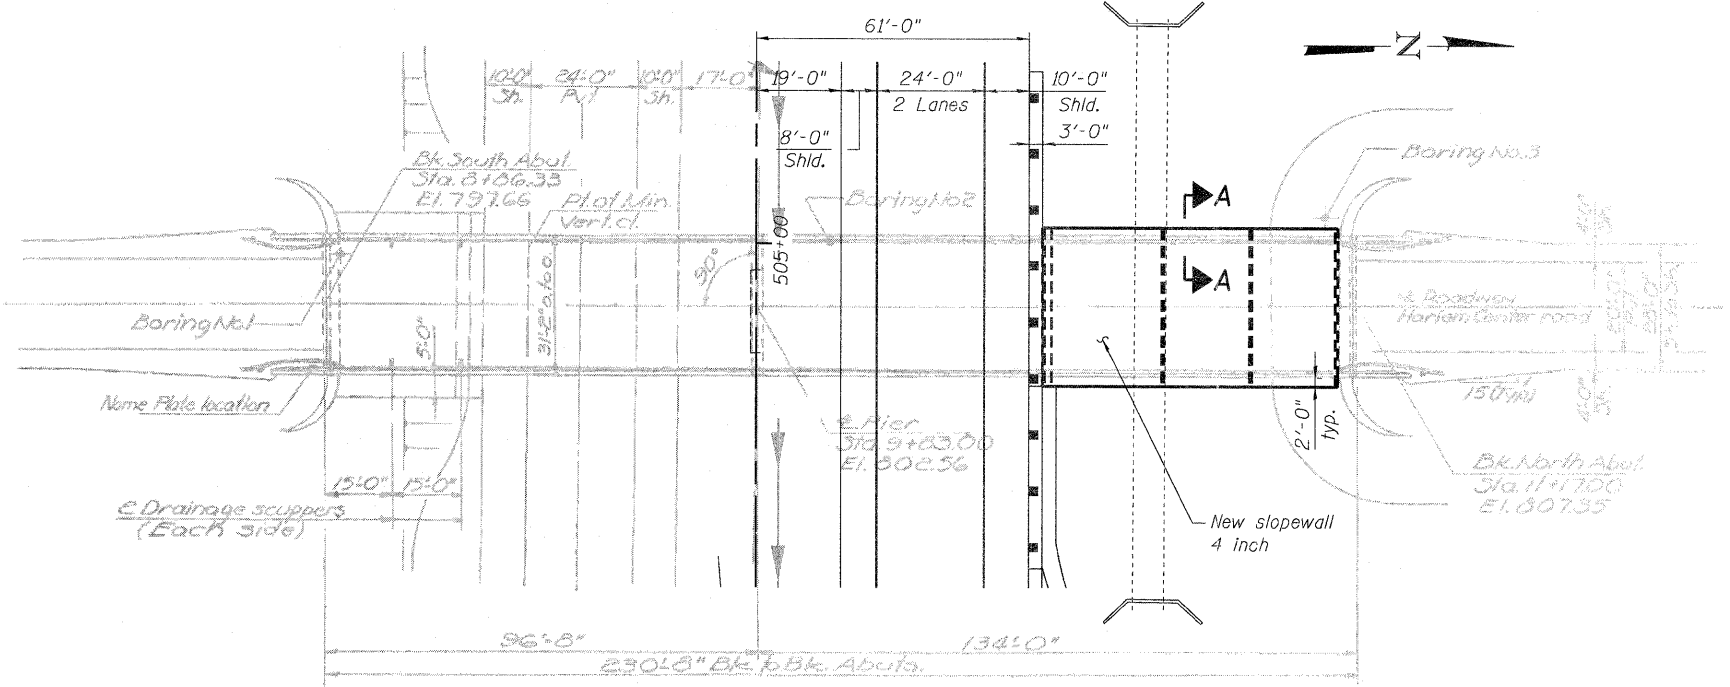 61'-0"
N
10'-0"
Sh.
24'-0"
Pvt
10'-0"
Sh.
17'-0"
19'-0"
24'-0"
2 Lanes
10'-0"
Shld.
8'-0"
Shld.
3'-0"
Bk. South Abut.
Sta. 8+86.33
El. 797.66
Pt. of Min.
Vert. cl.
Boring No 2
Boring No. 3
A
A
505+00
90°
31'-2" o. to o.
Boring No. 1
5'-0"
Name Plate location
℄ Roadway
Harlem Center road
4'-0"
Sh.
2'-0"
typ.
℄ Pier
Sta. 9+83.00
El. 802.56
Bk. North Abut.
Sta. 11+17.00
El. 807.35
15'-0"
15'-0"
℄ Drainage scuppers
(Each side)
New slopewall
4 inch
96'-8"
134'-0"
230'-8" Bk. to Bk. Abuts.